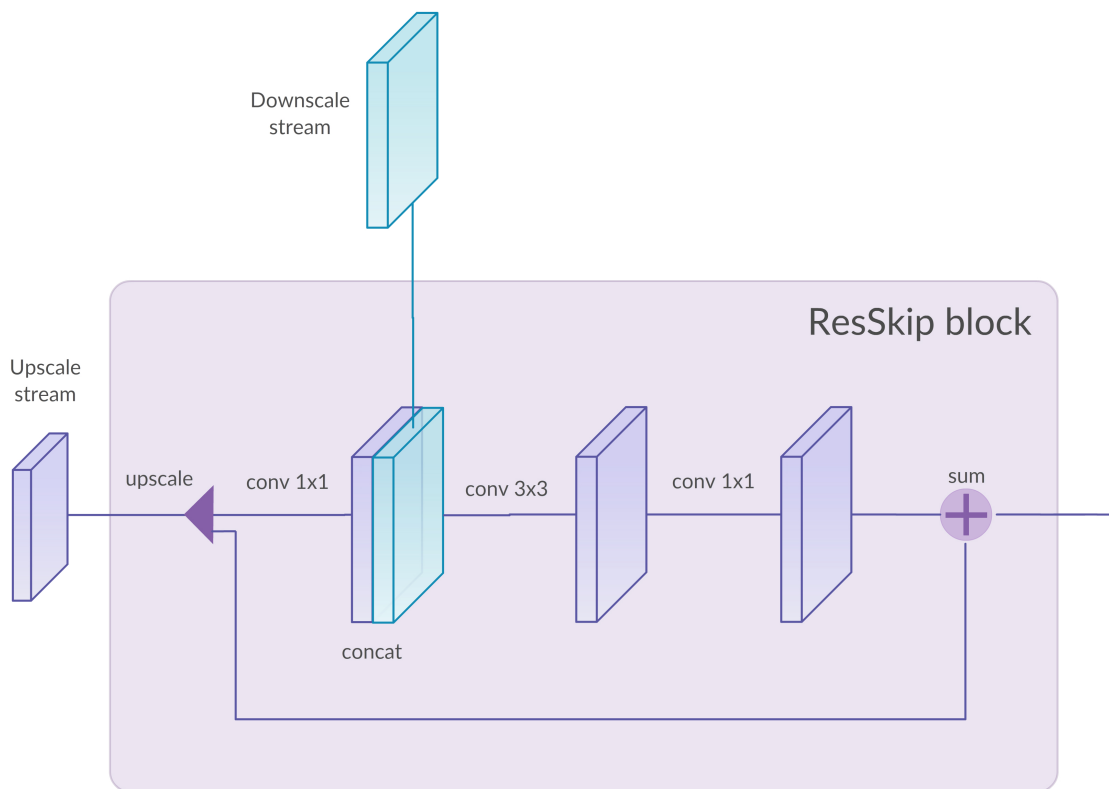 Downscale
stream
ResSkip block
Upscale
stream
upscale
conv 1x1
conv 3x3
conv 1x1
sum
concat